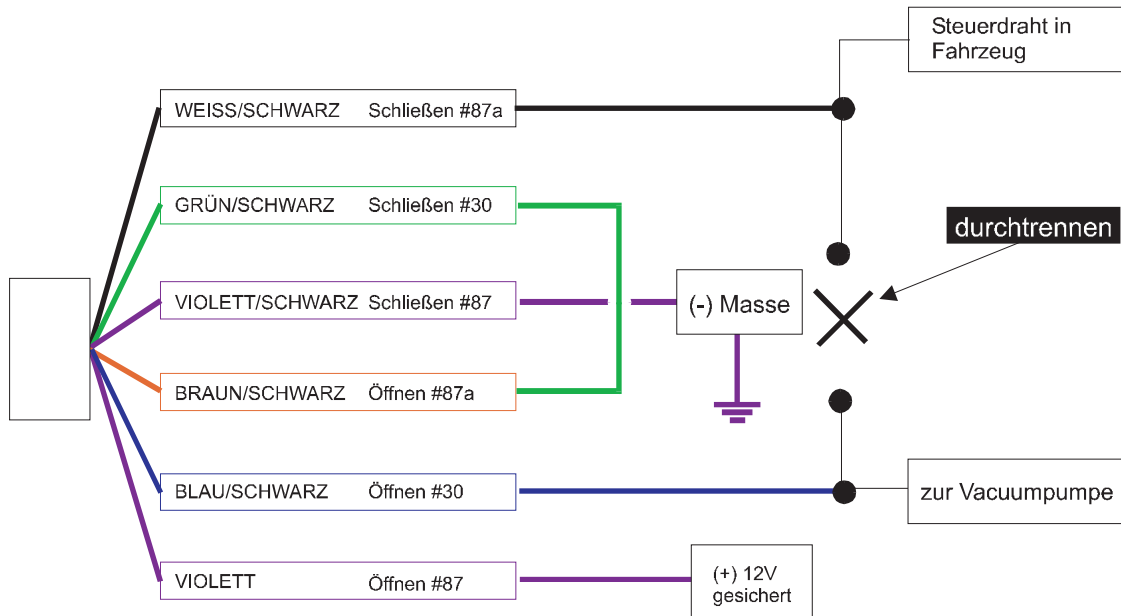 Steuerdraht in
Fahrzeug
WEISS/SCHWARZ Schließen #87a
GRÜN/SCHWARZ Schließen #30
durchtrennen
VIOLETT/SCHWARZ Schließen #87
(-) Masse
BRAUN/SCHWARZ Öffnen #87a
BLAU/SCHWARZ Öffnen #30
zur Vacuumpumpe
VIOLETT Öffnen #87
(+) 12V
gesichert